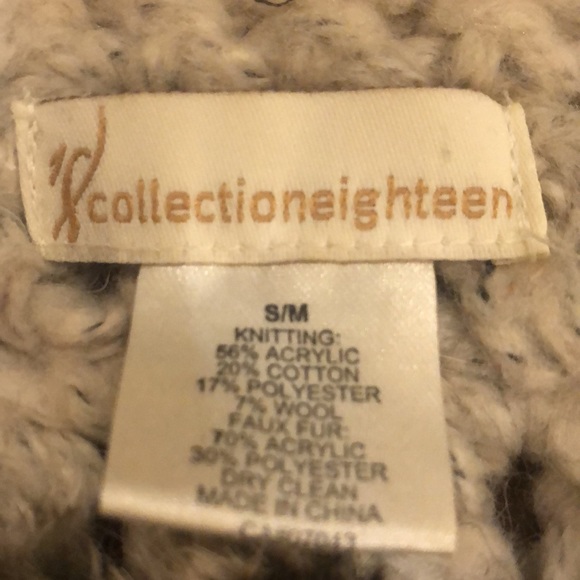 18 collectioneighteen
S/M
KNITTING:
56% ACRYLIC
20% COTTON
17% POLYESTER
7% WOOL
FAUX FUR:
70% ACRYLIC
30% POLYESTER
DRY CLEAN
MADE IN CHINA